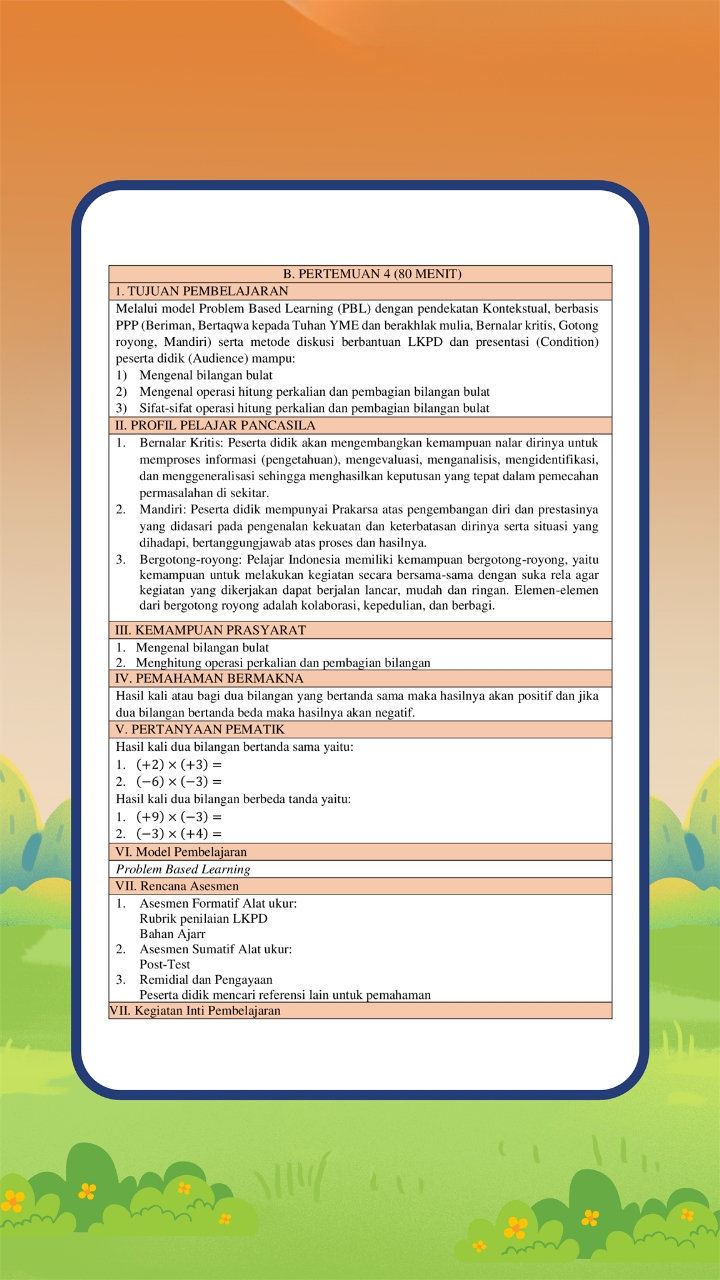 B. PERTEMUAN 4 (80 MENIT)
1. TUJUAN PEMBELAJARAN
Melalui model Problem Based Learning (PBL) dengan pendekatan Kontekstual, berbasis
PPP (Beriman, Bertaqwa kepada Tuhan YME dan berakhlak mulia, Bernalar kritis, Gotong
royong, Mandiri) serta metode diskusi berbantuan LKPD dan presentasi (Condition)
peserta didik (Audience) mampu:
1) Mengenal bilangan bulat
2) Mengenal operasi hitung perkalian dan pembagian bilangan bulat
3) Sifat-sifat operasi hitung perkalian dan pembagian bilangan bulat
II. PROFIL PELAJAR PANCASILA
1. Bernalar Kritis: Peserta didik akan mengembangkan kemampuan nalar dirinya untuk
memproses informasi (pengetahuan), mengevaluasi, menganalisis, mengidentifikasi,
dan menggeneralisasi sehingga menghasilkan keputusan yang tepat dalam pemecahan
permasalahan di sekitar.
2. Mandiri: Peserta didik mempunyai Prakarsa atas pengembangan diri dan prestasinya
yang didasari pada pengenalan kekuatan dan keterbatasan dirinya serta situasi yang
dihadapi, bertanggungjawab atas proses dan hasilnya.
3. Bergotong-royong: Pelajar Indonesia memiliki kemampuan bergotong-royong, yaitu
kemampuan untuk melakukan kegiatan secara bersama-sama dengan suka rela agar
kegiatan yang dikerjakan dapat berjalan lancar, mudah dan ringan. Elemen-elemen
dari bergotong royong adalah kolaborasi, kepedulian, dan berbagi.
III. KEMAMPUAN PRASYARAT
1. Mengenal bilangan bulat
2. Menghitung operasi perkalian dan pembagian bilangan
IV. PEMAHAMAN BERMAKNA
Hasil kali atau bagi dua bilangan yang bertanda sama maka hasilnya akan positif dan jika
dua bilangan bertanda beda maka hasilnya akan negatif.
V. PERTANYAAN PEMATIK
Hasil kali dua bilangan bertanda sama yaitu:
1. (+2) × (+3) =
2. (−6) × (−3) =
Hasil kali dua bilangan berbeda tanda yaitu:
1. (+9) × (−3) =
2. (−3) × (+4) =
VI. Model Pembelajaran
Problem Based Learning
VII. Rencana Asesmen
1. Asesmen Formatif Alat ukur:
Rubrik penilaian LKPD
Bahan Ajarr
2. Asesmen Sumatif Alat ukur:
Post-Test
3. Remidial dan Pengayaan
Peserta didik mencari referensi lain untuk pemahaman
VII. Kegiatan Inti Pembelajaran